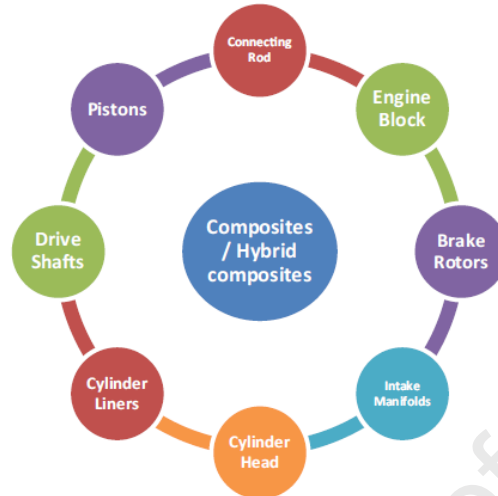 Connecting
Rod
Engine
Block
Brake
Rotors
Intake
Manifolds
Cylinder
Head
Cylinder
Liners
Drive
Shafts
Pistons
Composites
/ Hybrid
composites